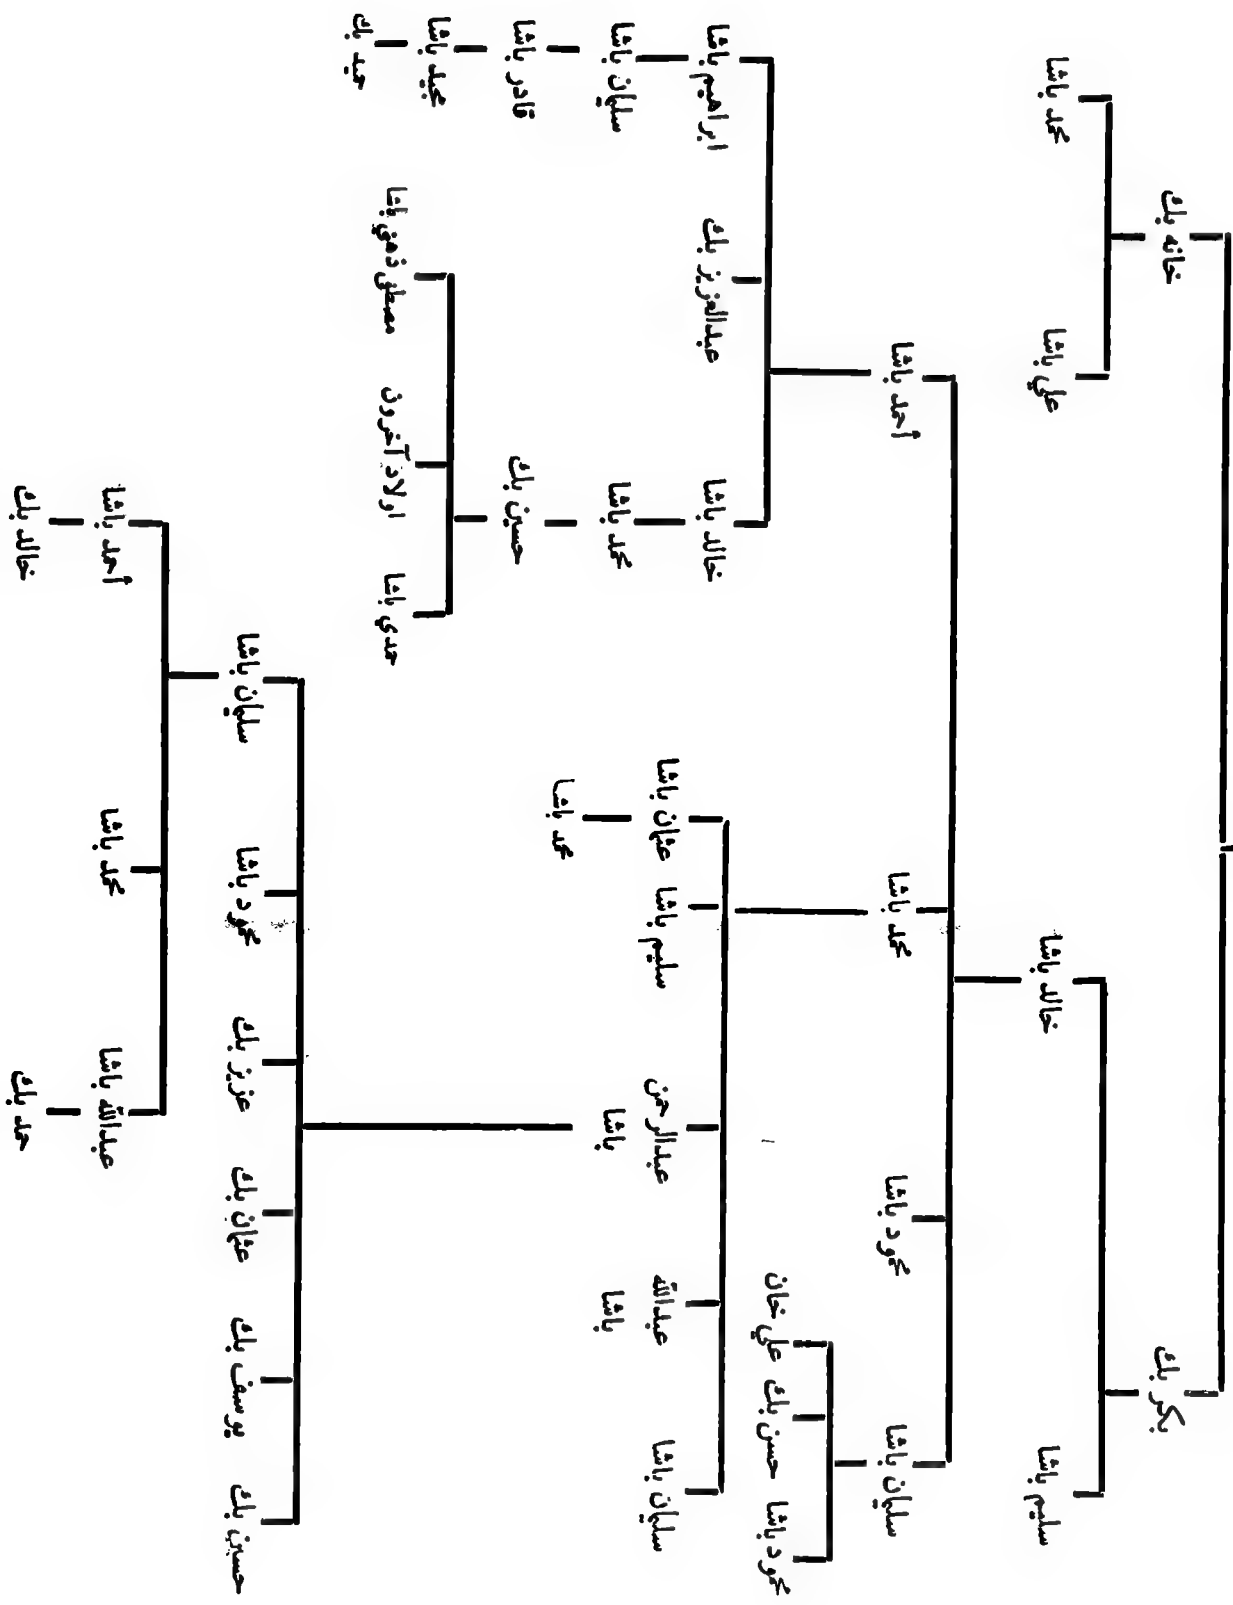 خانه بك
بكر بك
محمد باشا
علي باشا
خالد باشا
سليم باشا
أحمد باشا
محمد باشا
محمود باشا
سليمان باشا
ابراهيم باشا
عبدالعزيز بك
خالد باشا
عثمان باشا
سليم باشا
عبدالرحمن
باشا
عبدالله
باشا
سليمان باشا
علي خان
حسن بك
محمود باشا
سليمان باشا
محمد باشا
محمد باشا
قادر باشا
حسين بك
مجيد باشا
حميد بك
مصطفى ذهني باشا
اولاد آخرون
حمدي باشا
سليمان باشا
محمود باشا
عزيز بك
عثمان بك
يوسف بك
حسين بك
أحمد باشا
محمد باشا
عبدالله باشا
خالد بك
حمد بك